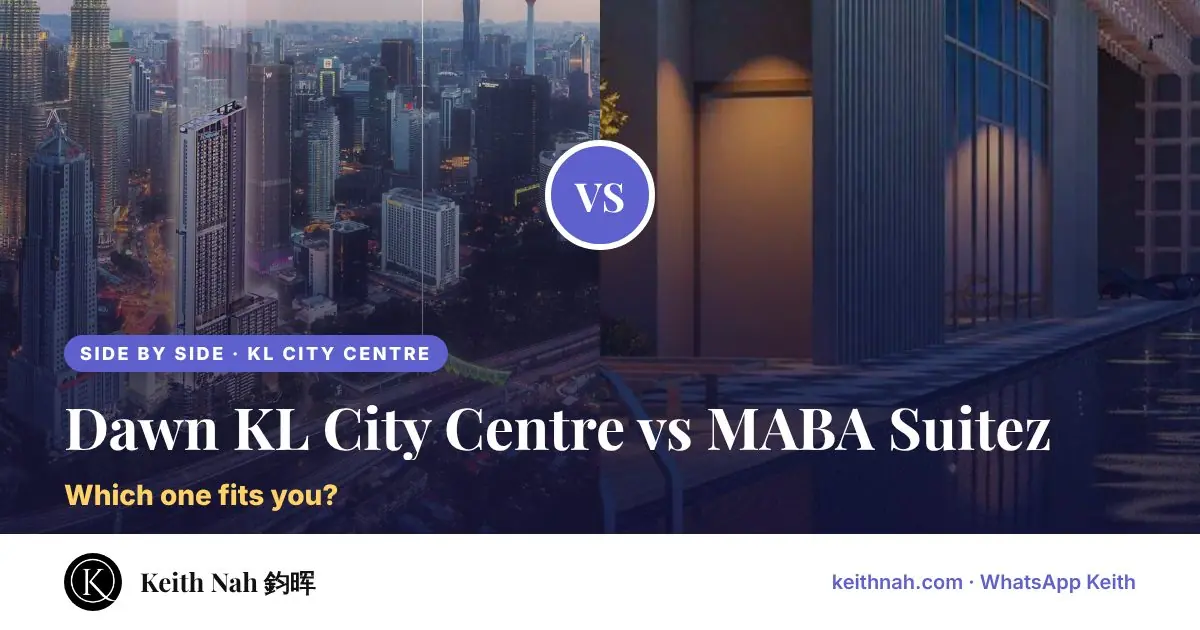 VS
SIDE BY SIDE · KL CITY CENTRE
Dawn KL City Centre vs MABA Suitez
Which one fits you?
K
Keith Nah 鈞晖
keithnah.com · WhatsApp Keith